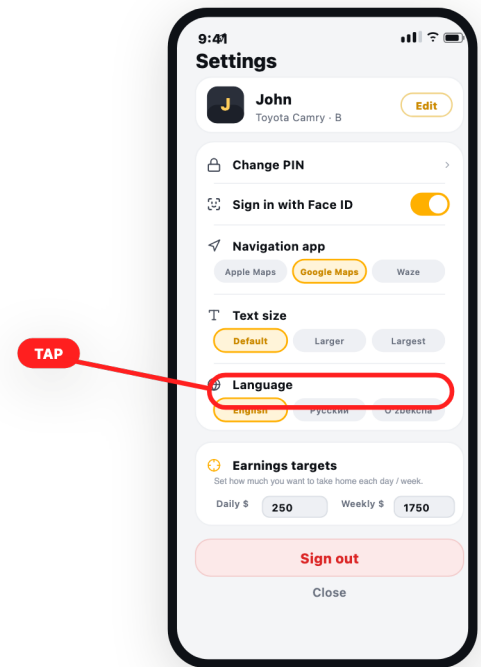 9:41
Settings
J
John
Toyota Camry · B
Edit
Change PIN
Sign in with Face ID
Navigation app
Apple Maps Google Maps Waze
Text size
Default Larger Largest
TAP
Language
English Русский O'zbekcha
Earnings targets
Set how much you want to take home each day / week.
Daily $ 250 Weekly $ 1750
Sign out
Close